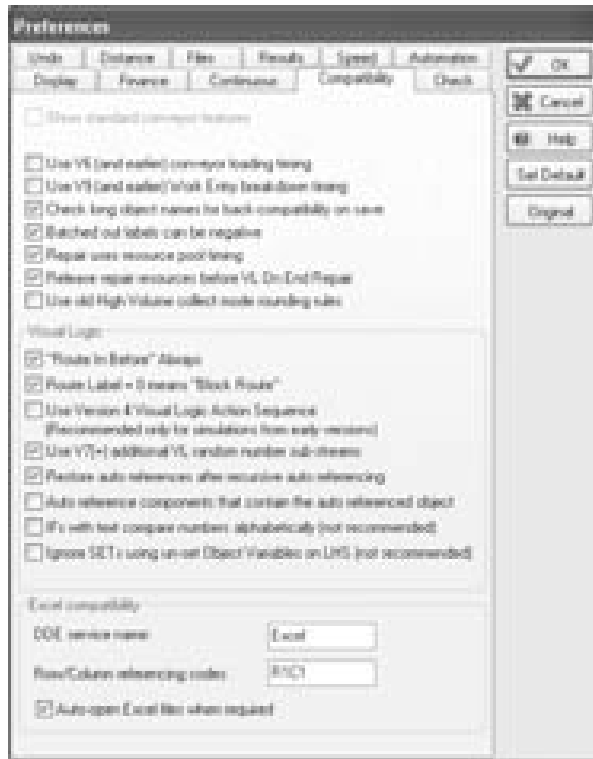 Preferences
Undo Distance Files Results Speed Automation
Display Finance Continuous Compatibility Check
OK
Cancel
Help
Set Default
Original
Show standard conveyor features
Use V6 (and earlier) conveyor loading timing
Use V9 (and earlier) Work Entry breakdown timing
Check long object names for back compatibility on save
Batched out labels can be negative
Repair uses resource pool timing
Release repair resources before VL On End Repair
Use old High Volume collect mode rounding rules
Visual Logic
"Route In Before" Always
Route Label = 0 means "Block Route"
Use Version 4 Visual Logic Action Sequence
(Recommended only for simulations from early versions)
Use V7(+) additional VL random number sub streams
Restore auto references after recursive auto referencing
Auto reference components that contain the auto referenced object
IFs with text compare numbers alphabetically (not recommended)
Ignore SETs using un-set Object Variables on LHS (not recommended)
Excel compatibility
DDE service name: Excel
Row/Column referencing codes R1C1
Auto-open Excel files when required